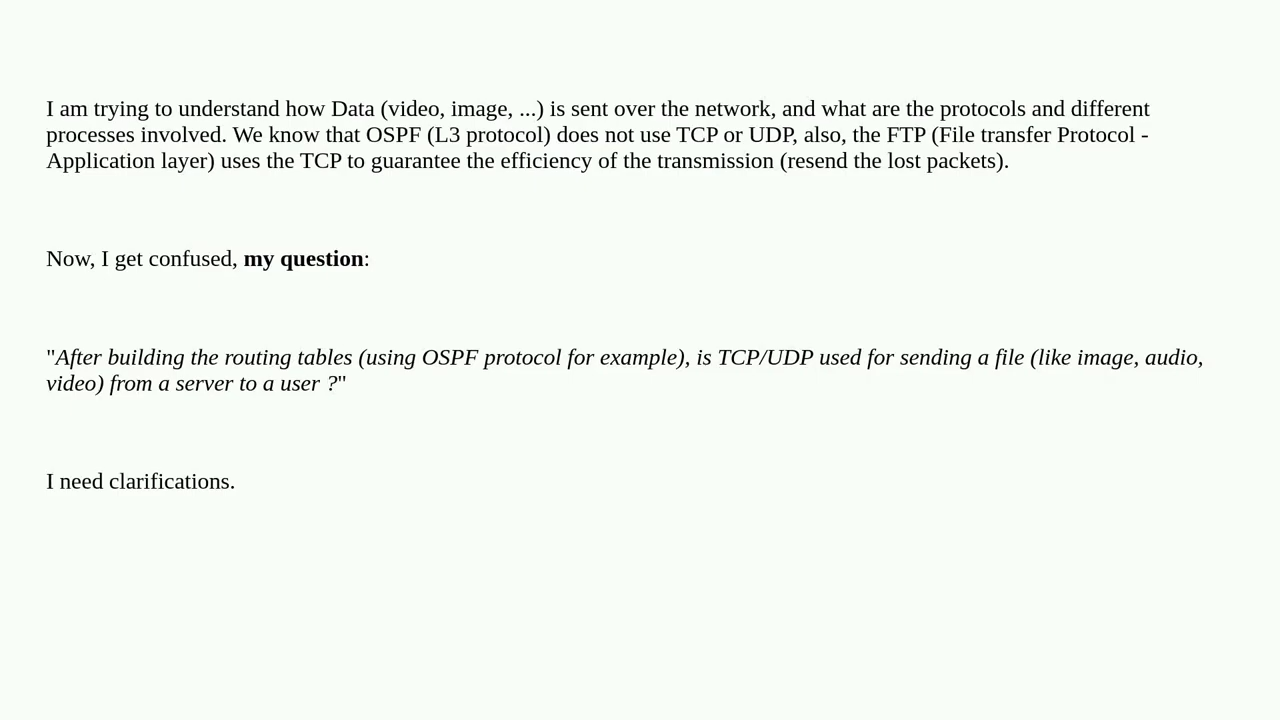 I am trying to understand how Data (video, image, ...) is sent over the network, and what are the protocols and different
processes involved. We know that OSPF (L3 protocol) does not use TCP or UDP, also, the FTP (File transfer Protocol -
Application layer) uses the TCP to guarantee the efficiency of the transmission (resend the lost packets).
Now, I get confused, my question:
"After building the routing tables (using OSPF protocol for example), is TCP/UDP used for sending a file (like image, audio,
video) from a server to a user ?"
I need clarifications.